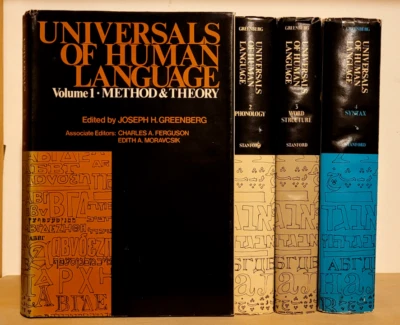 UNIVERSALS
OF HUMAN
LANGUAGE
Volume 1 · METHOD & THEORY
Edited by JOSEPH H. GREENBERG
Associate Editors: CHARLES A. FERGUSON
EDITH A. MORAVCSIK
GREENBERG
UNIVERSALS
OF HUMAN
LANGUAGE
2
PHONOLOGY
STANFORD
GREENBERG
UNIVERSALS
OF HUMAN
LANGUAGE
3
WORD
STRUCTURE
STANFORD
GREENBERG
UNIVERSALS
OF HUMAN
LANGUAGE
4
SYNTAX
STANFORD